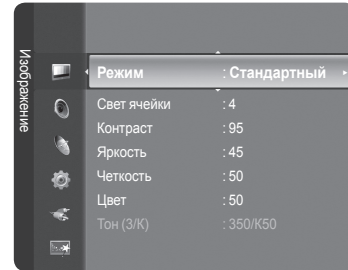 Изображение
Режим : Стандартный
Свет ячейки : 4
Контраст : 95
Яркость : 45
Четкость : 50
Цвет : 50
Тон (З/К) : 350/К50